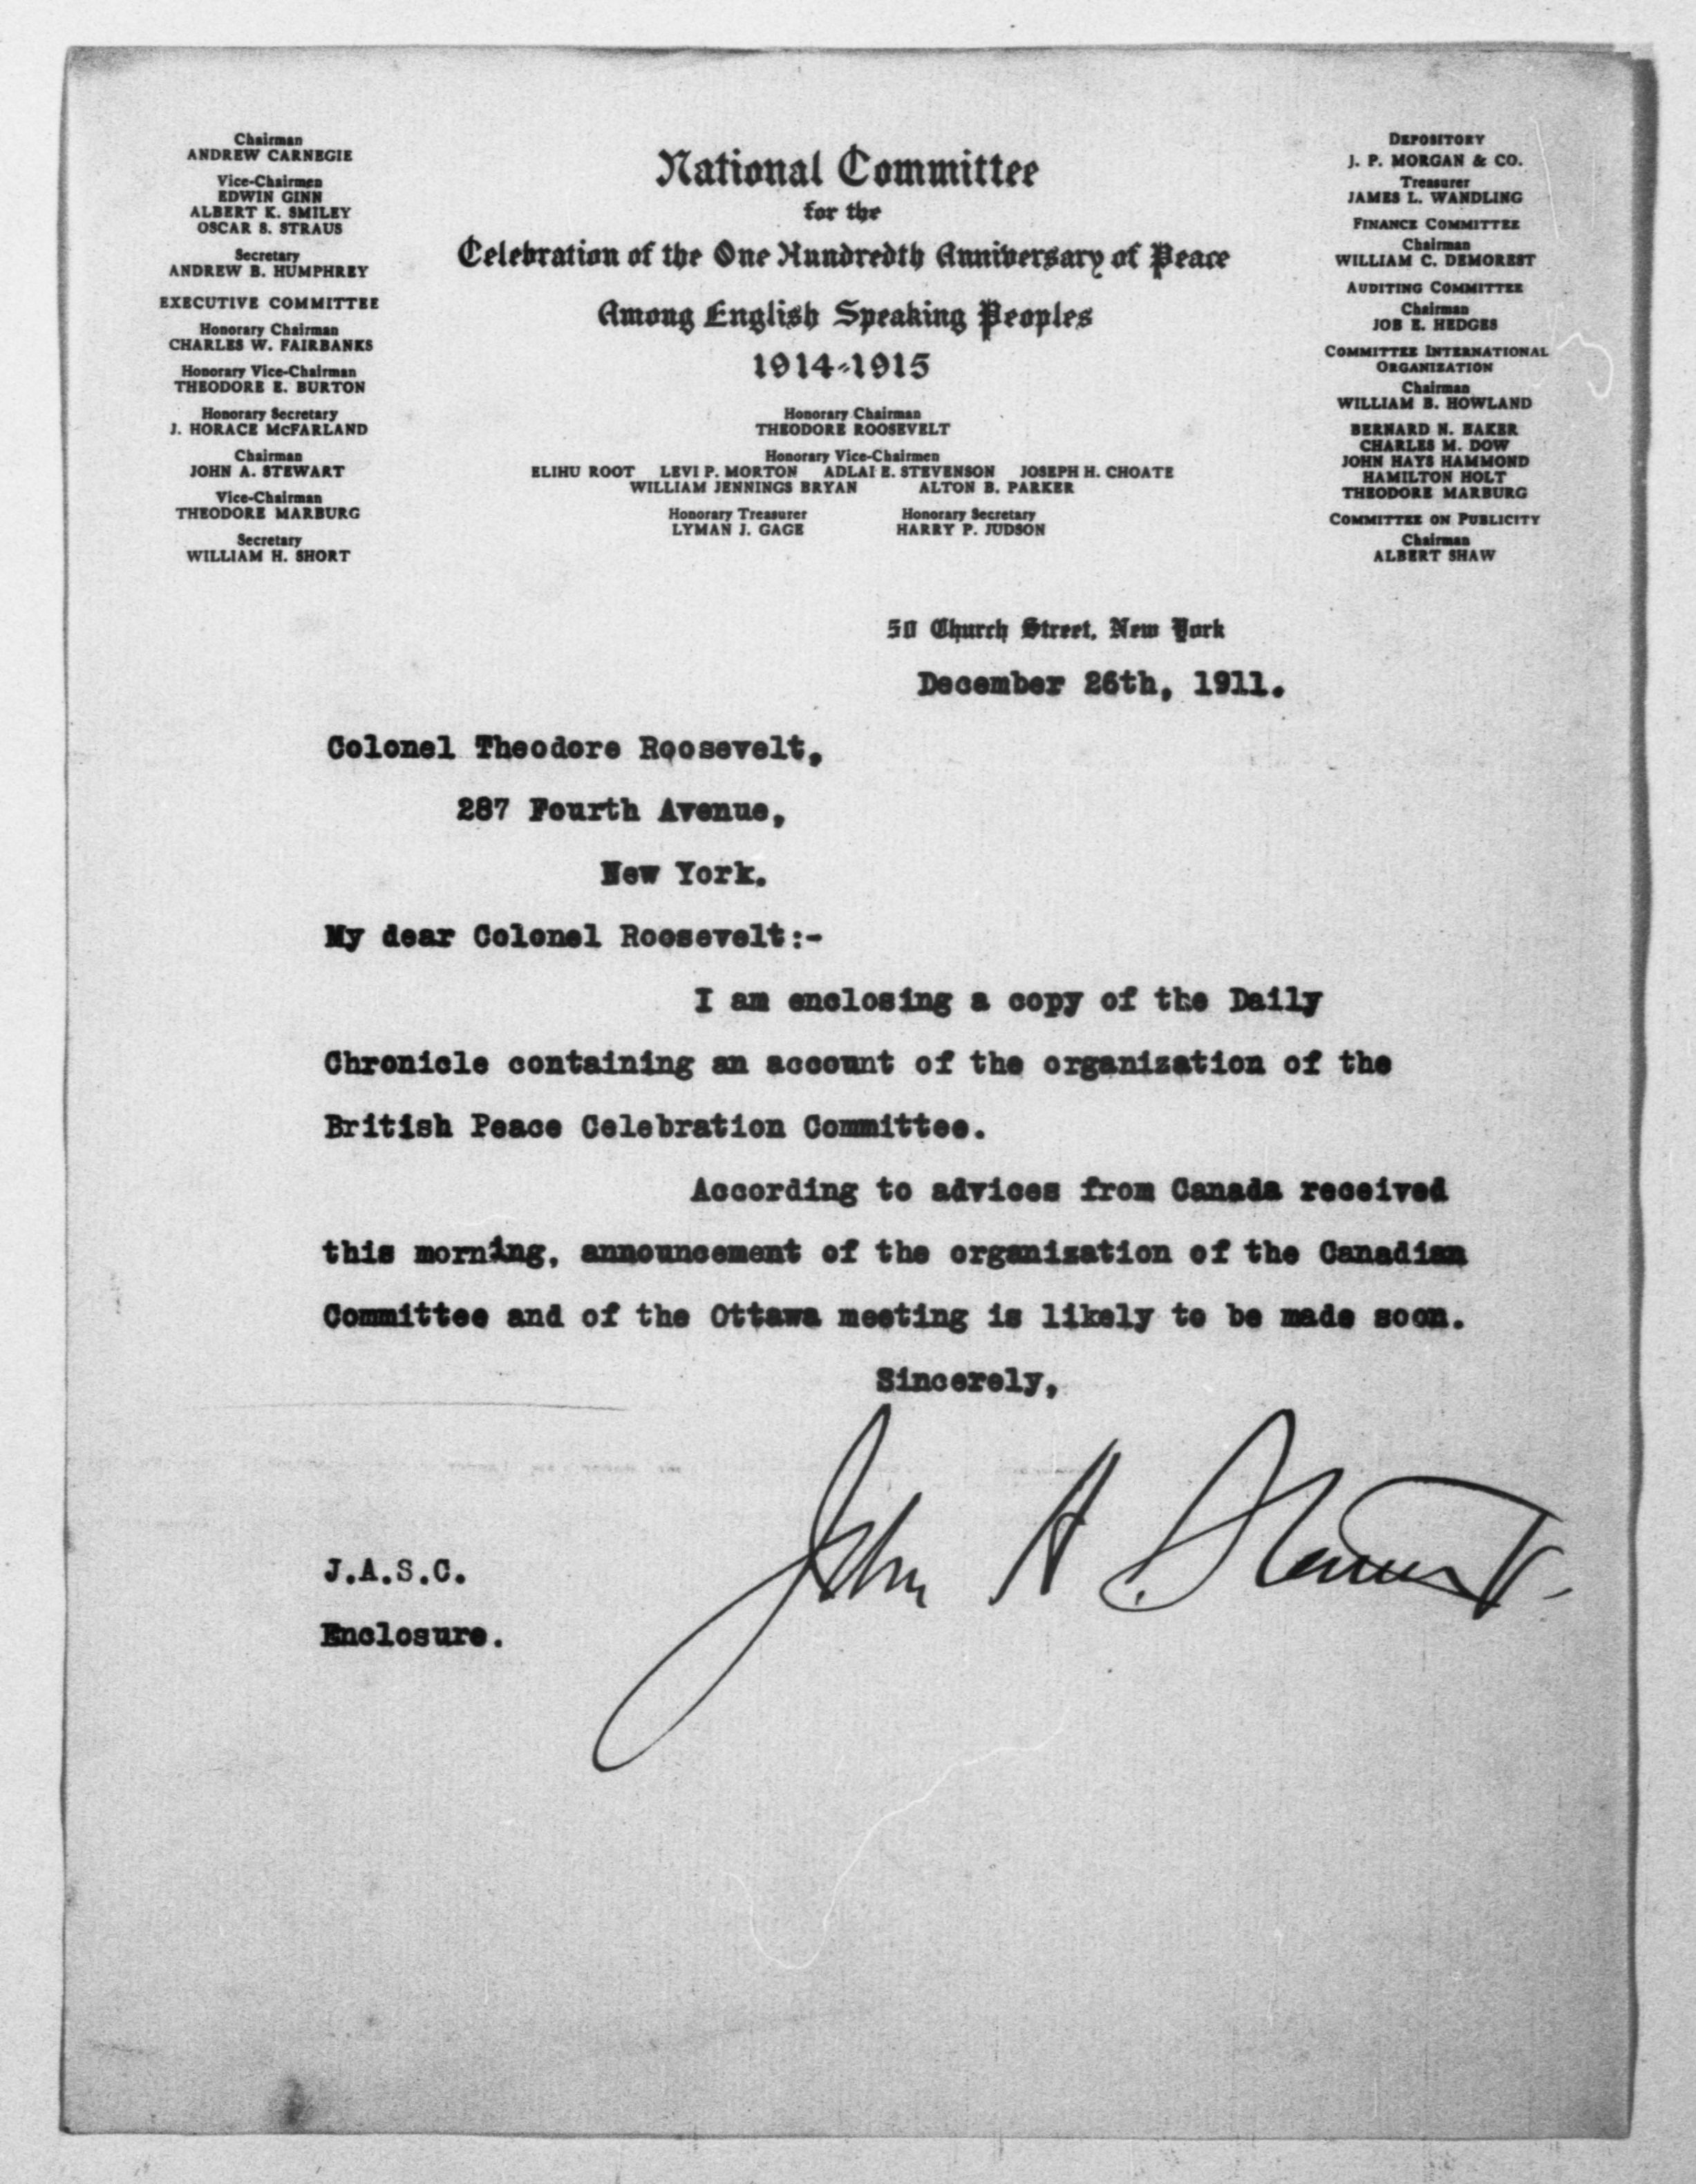 Chairman
ANDREW CARNEGIE
Vice-Chairmen
EDWIN GINN
ALBERT K. SMILEY
OSCAR S. STRAUS
Secretary
ANDREW B. HUMPHREY
EXECUTIVE COMMITTEE
Honorary Chairman
CHARLES W. FAIRBANKS
Honorary Vice-Chairman
THEODORE E. BURTON
Honorary Secretary
J. HORACE McFARLAND
Chairman
JOHN A. STEWART
Vice-Chairman
THEODORE MARBURG
Secretary
WILLIAM H. SHORT
National Committee
for the
Celebration of the One Hundredth Anniversary of Peace
Among English Speaking Peoples
1914-1915
Honorary Chairman
THEODORE ROOSEVELT
Honorary Vice-Chairmen
ELIHU ROOT LEVI P. MORTON ADLAI E. STEVENSON JOSEPH H. CHOATE
WILLIAM JENNINGS BRYAN ALTON B. PARKER
Honorary Treasurer Honorary Secretary
LYMAN J. GAGE HARRY P. JUDSON
DEPOSITORY
J. P. MORGAN & CO.
Treasurer
JAMES L. WANDLING
FINANCE COMMITTEE
Chairman
WILLIAM C. DEMOREST
AUDITING COMMITTEE
Chairman
JOB E. HEDGES
COMMITTEE INTERNATIONAL
ORGANIZATION
Chairman
WILLIAM B. HOWLAND
BERNARD N. BAKER
CHARLES M. DOW
JOHN HAYS HAMMOND
HAMILTON HOLT
THEODORE MARBURG
COMMITTEE ON PUBLICITY
Chairman
ALBERT SHAW
50 Church Street, New York
December 26th, 1911.
Colonel Theodore Roosevelt,
287 Fourth Avenue,
New York.
My dear Colonel Roosevelt:-
I am enclosing a copy of the Daily
Chronicle containing an account of the organization of the
British Peace Celebration Committee.
According to advices from Canada received
this morning, announcement of the organization of the Canadian
Committee and of the Ottawa meeting is likely to be made soon.
Sincerely,
John A. Stewart.
J.A.S.C.
Enclosure.